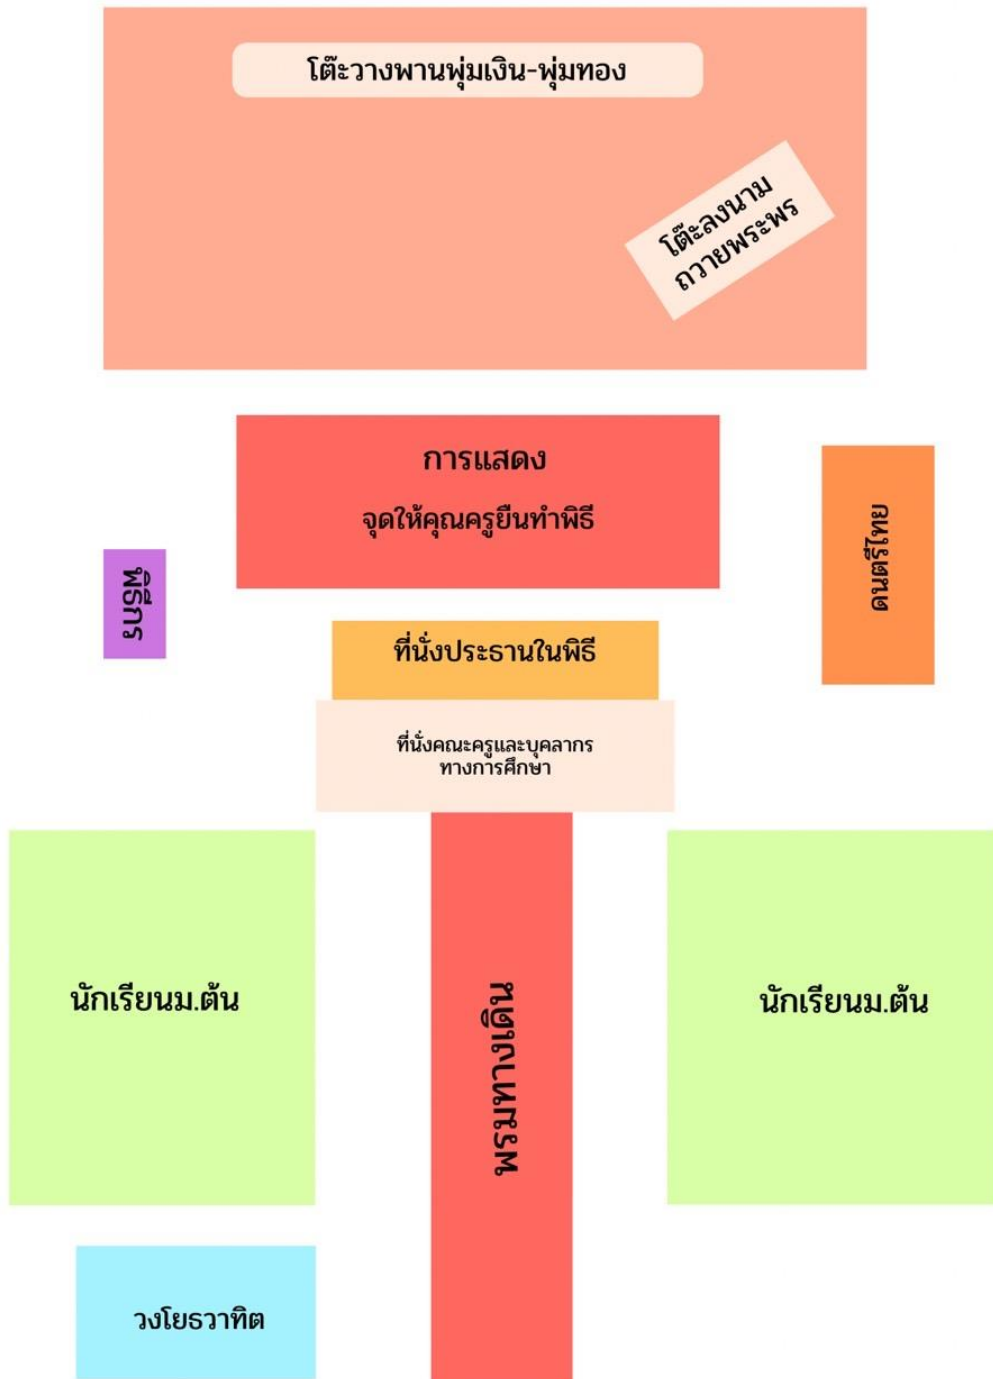 โต๊ะวางพานพุ่มเงิน-พุ่มทอง
โต๊ะลงนาม
ถวายพระพร
การแสดง
จุดให้คุณครูยืนทำพิธี
ดนตรีไทย
พิธีกร
ที่นั่งประธานในพิธี
ที่นั่งคณะครูและบุคลากร
ทางการศึกษา
นักเรียนม.ต้น
พรมทางเดิน
นักเรียนม.ต้น
วงโยธวาทิต